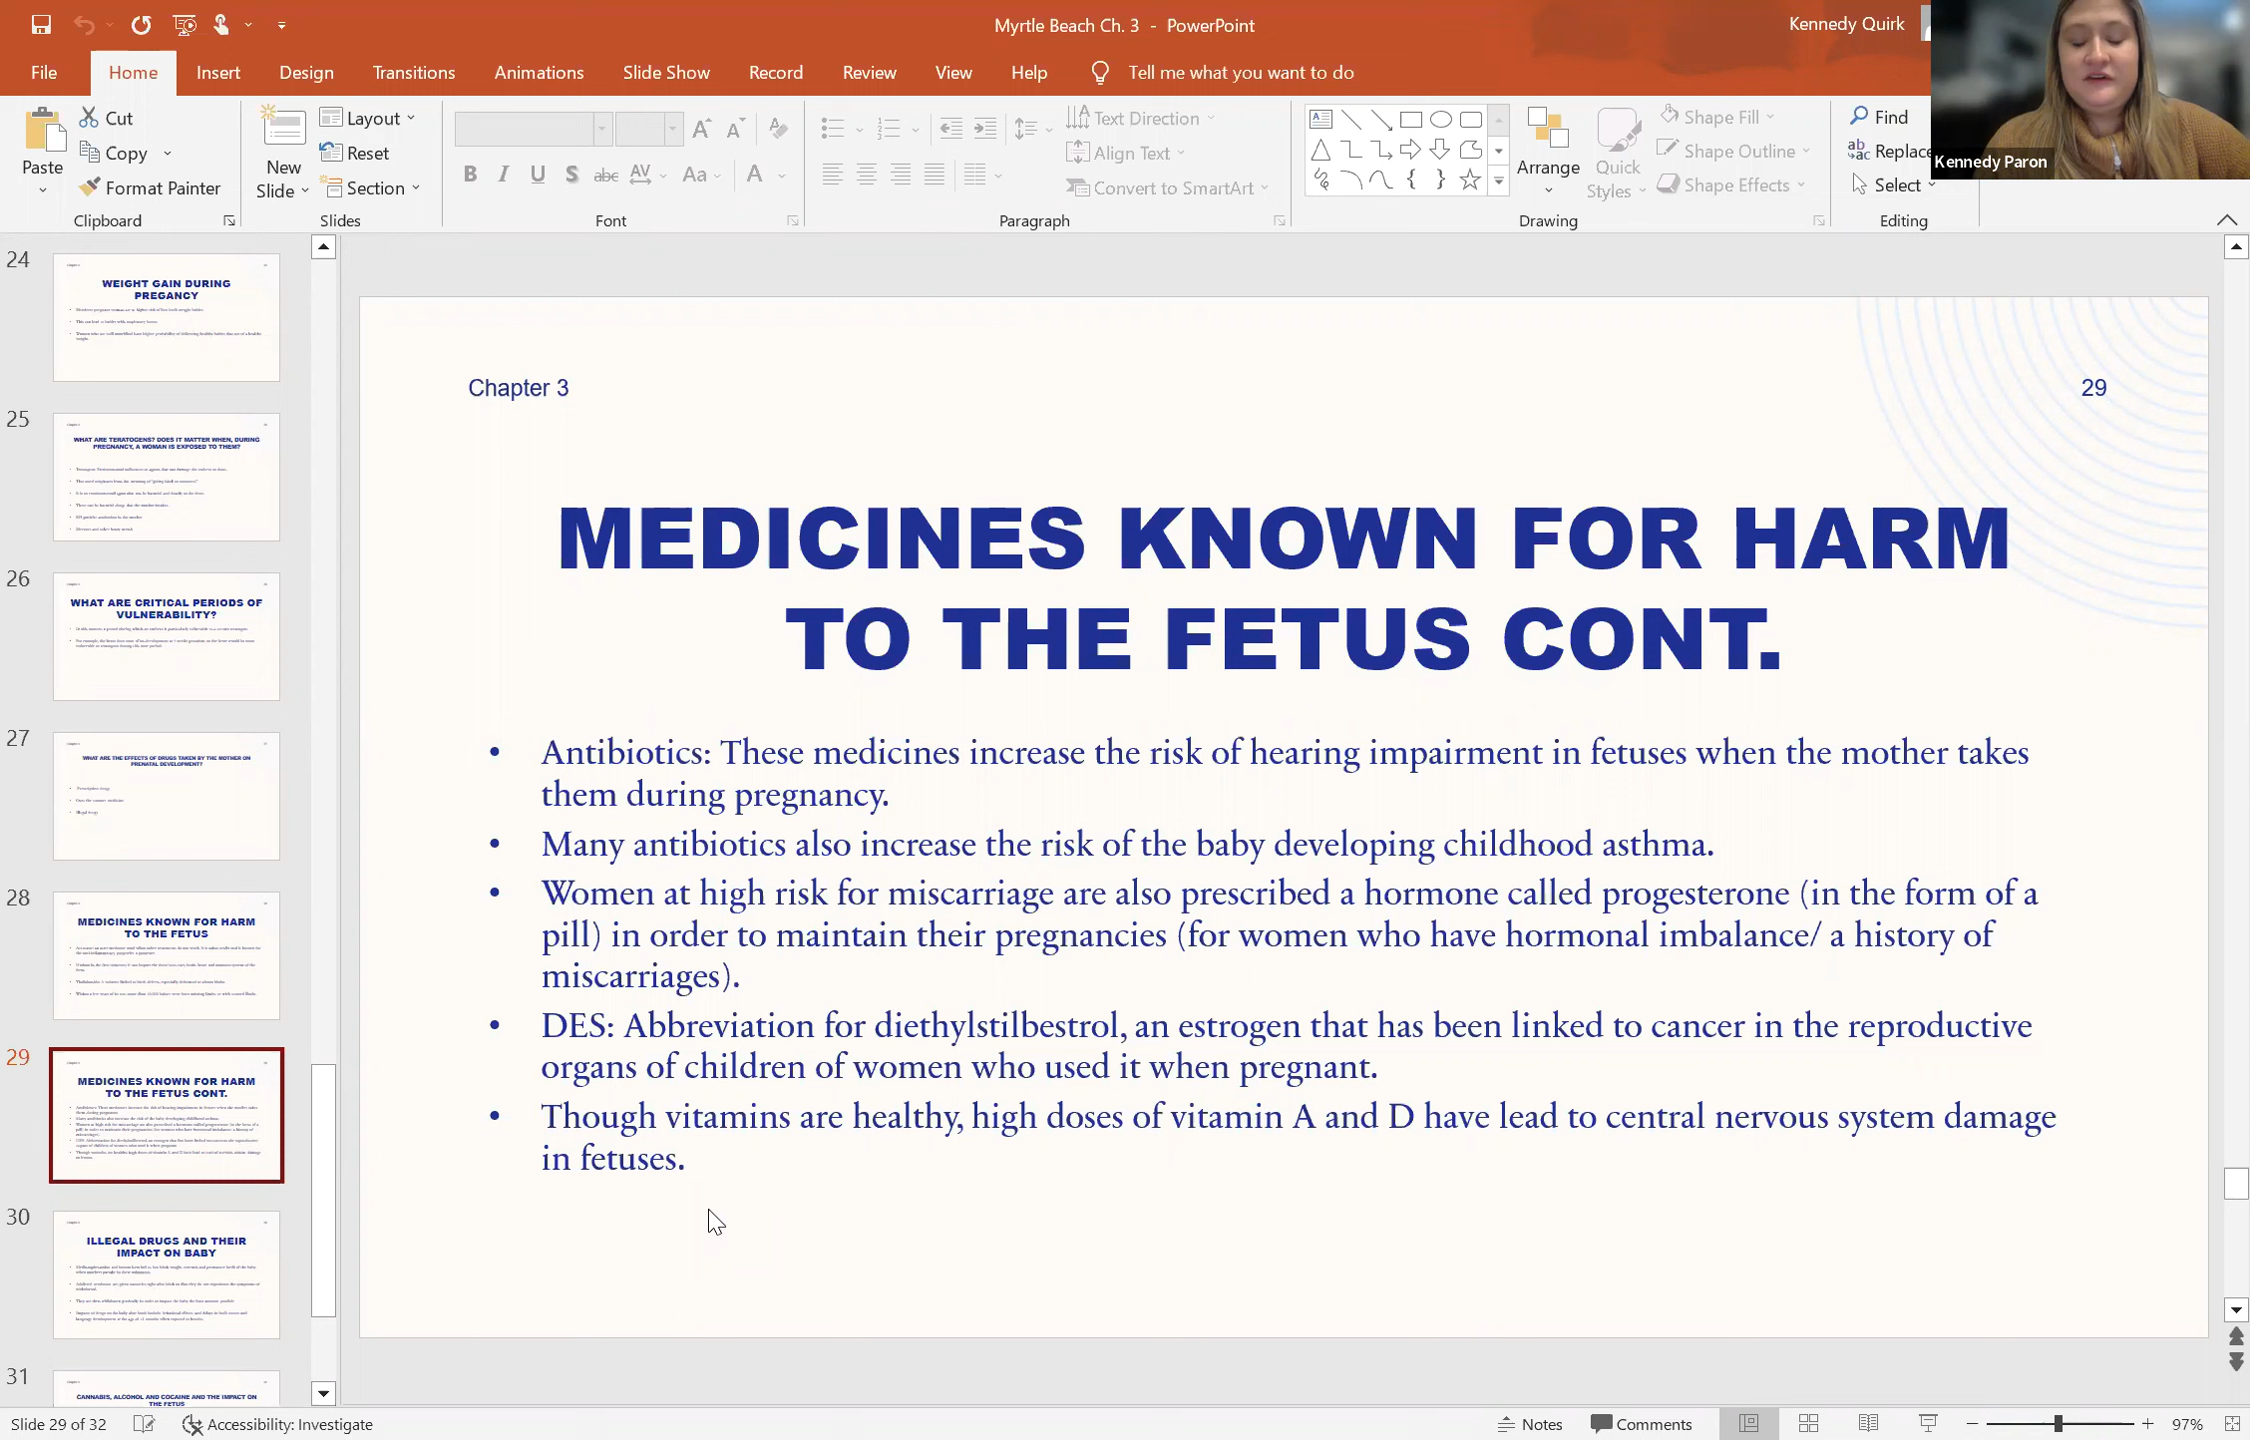 Myrtle Beach Ch. 3 - PowerPoint
Kennedy Quirk
File Home Insert Design Transitions Animations Slide Show Record Review View Help Tell me what you want to do
Paste
Cut
Copy
Format Painter
Clipboard
New Slide
Layout
Reset
Section
Slides
B I U S abc AV Aa A
Font
Text Direction
Align Text
Convert to SmartArt
Paragraph
Arrange
Quick Styles
Shape Fill
Shape Outline
Shape Effects
Drawing
Find
Replace
Select
Editing
Kennedy Paron
24
WEIGHT GAIN DURING
PREGANCY
25
WHAT ARE TERATOGENS? DOES IT MATTER WHEN, DURING
PREGNANCY, A WOMAN IS EXPOSED TO THEM?
26
WHAT ARE CRITICAL PERIODS OF
VULNERABILITY?
27
WHAT ARE THE EFFECTS OF DRUGS TAKEN BY THE MOTHER ON
PRENATAL DEVELOPMENT?
28
MEDICINES KNOWN FOR HARM
TO THE FETUS
29
MEDICINES KNOWN FOR HARM
TO THE FETUS CONT.
30
ILLEGAL DRUGS AND THEIR
IMPACT ON BABY
31
CANNABIS, ALCOHOL AND COCAINE AND THE IMPACT ON
THE FETUS
Chapter 3
29
MEDICINES KNOWN FOR HARM
TO THE FETUS CONT.
• Antibiotics: These medicines increase the risk of hearing impairment in fetuses when the mother takes
them during pregnancy.
• Many antibiotics also increase the risk of the baby developing childhood asthma.
• Women at high risk for miscarriage are also prescribed a hormone called progesterone (in the form of a
pill) in order to maintain their pregnancies (for women who have hormonal imbalance/ a history of
miscarriages).
• DES: Abbreviation for diethylstilbestrol, an estrogen that has been linked to cancer in the reproductive
organs of children of women who used it when pregnant.
• Though vitamins are healthy, high doses of vitamin A and D have lead to central nervous system damage
in fetuses.
Slide 29 of 32
Accessibility: Investigate
Notes
Comments
97%